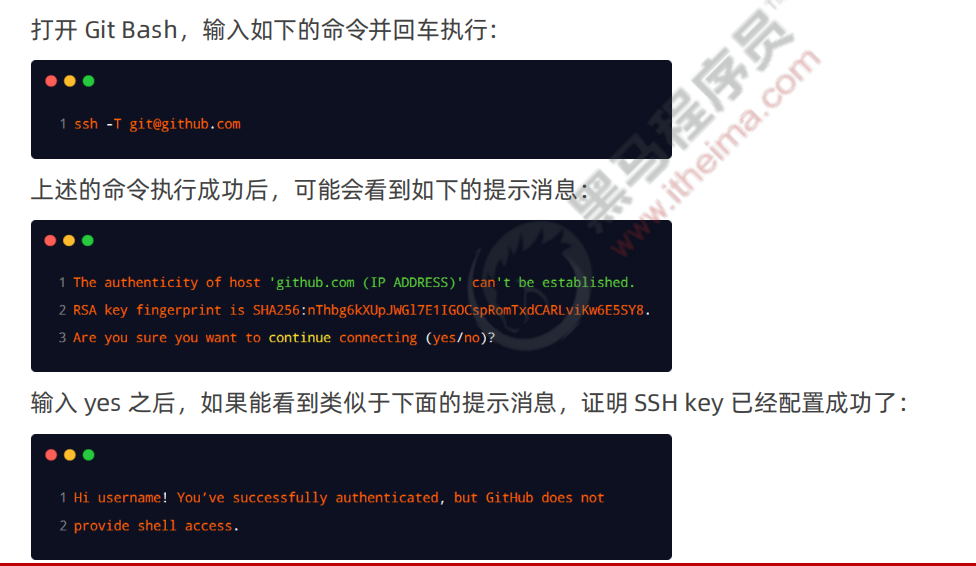 打开 Git Bash，输入如下的命令并回车执行：
1 ssh -T git@github.com
上述的命令执行成功后，可能会看到如下的提示消息：
1 The authenticity of host 'github.com (IP ADDRESS)' can't be established.
2 RSA key fingerprint is SHA256:nThbg6kXUpJWGl7E1IGOCspRomTxdCARLviKw6E5SY8.
3 Are you sure you want to continue connecting (yes/no)?
输入 yes 之后，如果能看到类似于下面的提示消息，证明 SSH key 已经配置成功了：
1 Hi username! You've successfully authenticated, but GitHub does not
2 provide shell access.
黑马程序员
www.itheima.com